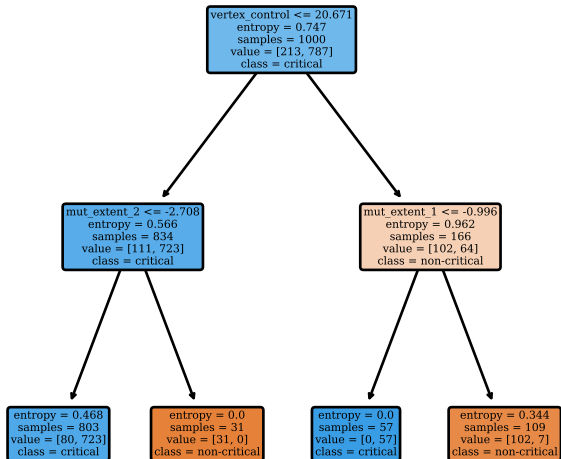 vertex_control <= 20.671
entropy = 0.747
samples = 1000
value = [213, 787]
class = critical
mut_extent_2 <= -2.708
entropy = 0.566
samples = 834
value = [111, 723]
class = critical
mut_extent_1 <= -0.996
entropy = 0.962
samples = 166
value = [102, 64]
class = non-critical
entropy = 0.468
samples = 803
value = [80, 723]
class = critical
entropy = 0.0
samples = 31
value = [31, 0]
class = non-critical
entropy = 0.0
samples = 57
value = [0, 57]
class = critical
entropy = 0.344
samples = 109
value = [102, 7]
class = non-critical